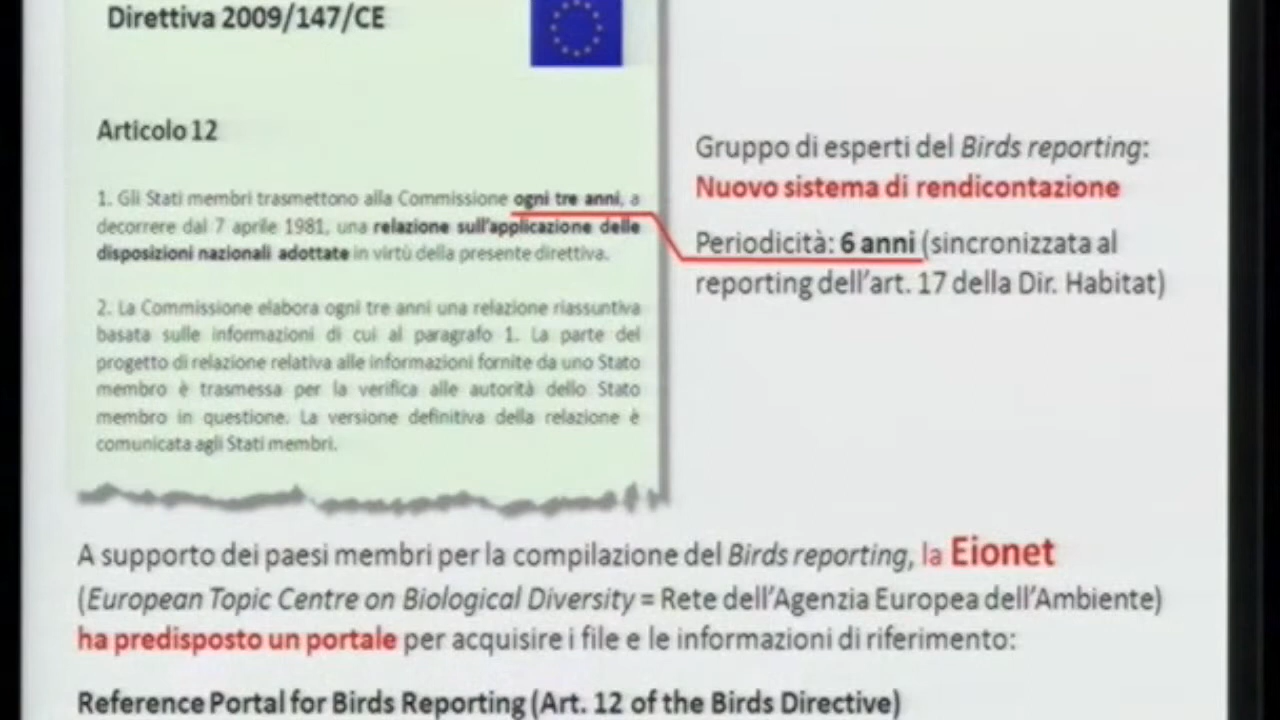 Direttiva 2009/147/CE
Articolo 12
1. Gli Stati membri trasmettono alla Commissione ogni tre anni, a
decorrere dal 7 aprile 1981, una relazione sull'applicazione delle
disposizioni nazionali adottate in virtù della presente direttiva.
2. La Commissione elabora ogni tre anni una relazione riassuntiva
basata sulle informazioni di cui al paragrafo 1. La parte del
progetto di relazione relativa alle informazioni fornite da uno Stato
membro è trasmessa per la verifica alle autorità dello Stato
membro in questione. La versione definitiva della relazione è
comunicata agli Stati membri.
Gruppo di esperti del Birds reporting:
Nuovo sistema di rendicontazione
Periodicità: 6 anni (sincronizzata al
reporting dell'art. 17 della Dir. Habitat)
A supporto dei paesi membri per la compilazione del Birds reporting, la Eionet
(European Topic Centre on Biological Diversity = Rete dell'Agenzia Europea dell'Ambiente)
ha predisposto un portale per acquisire i file e le informazioni di riferimento:
Reference Portal for Birds Reporting (Art. 12 of the Birds Directive)